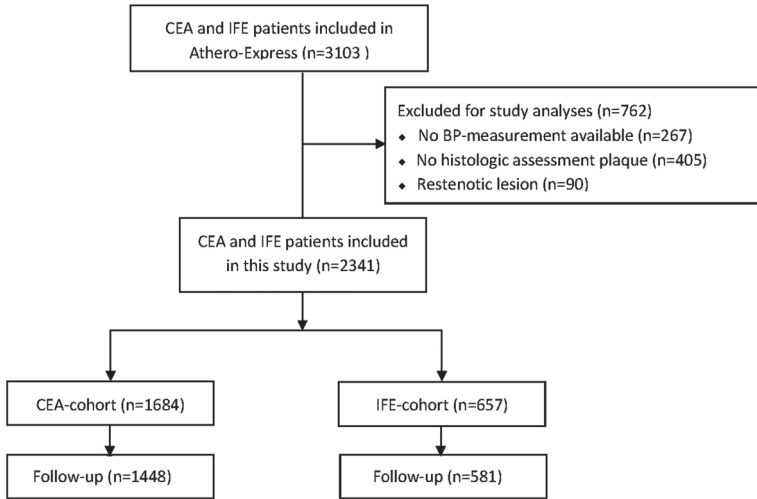 CEA and IFE patients included in
Athero-Express (n=3103 )
Excluded for study analyses (n=762)
◆ No BP-measurement available (n=267)
◆ No histologic assessment plaque (n=405)
◆ Restenotic lesion (n=90)
CEA and IFE patients included
in this study (n=2341)
CEA-cohort (n=1684)
IFE-cohort (n=657)
Follow-up (n=1448)
Follow-up (n=581)